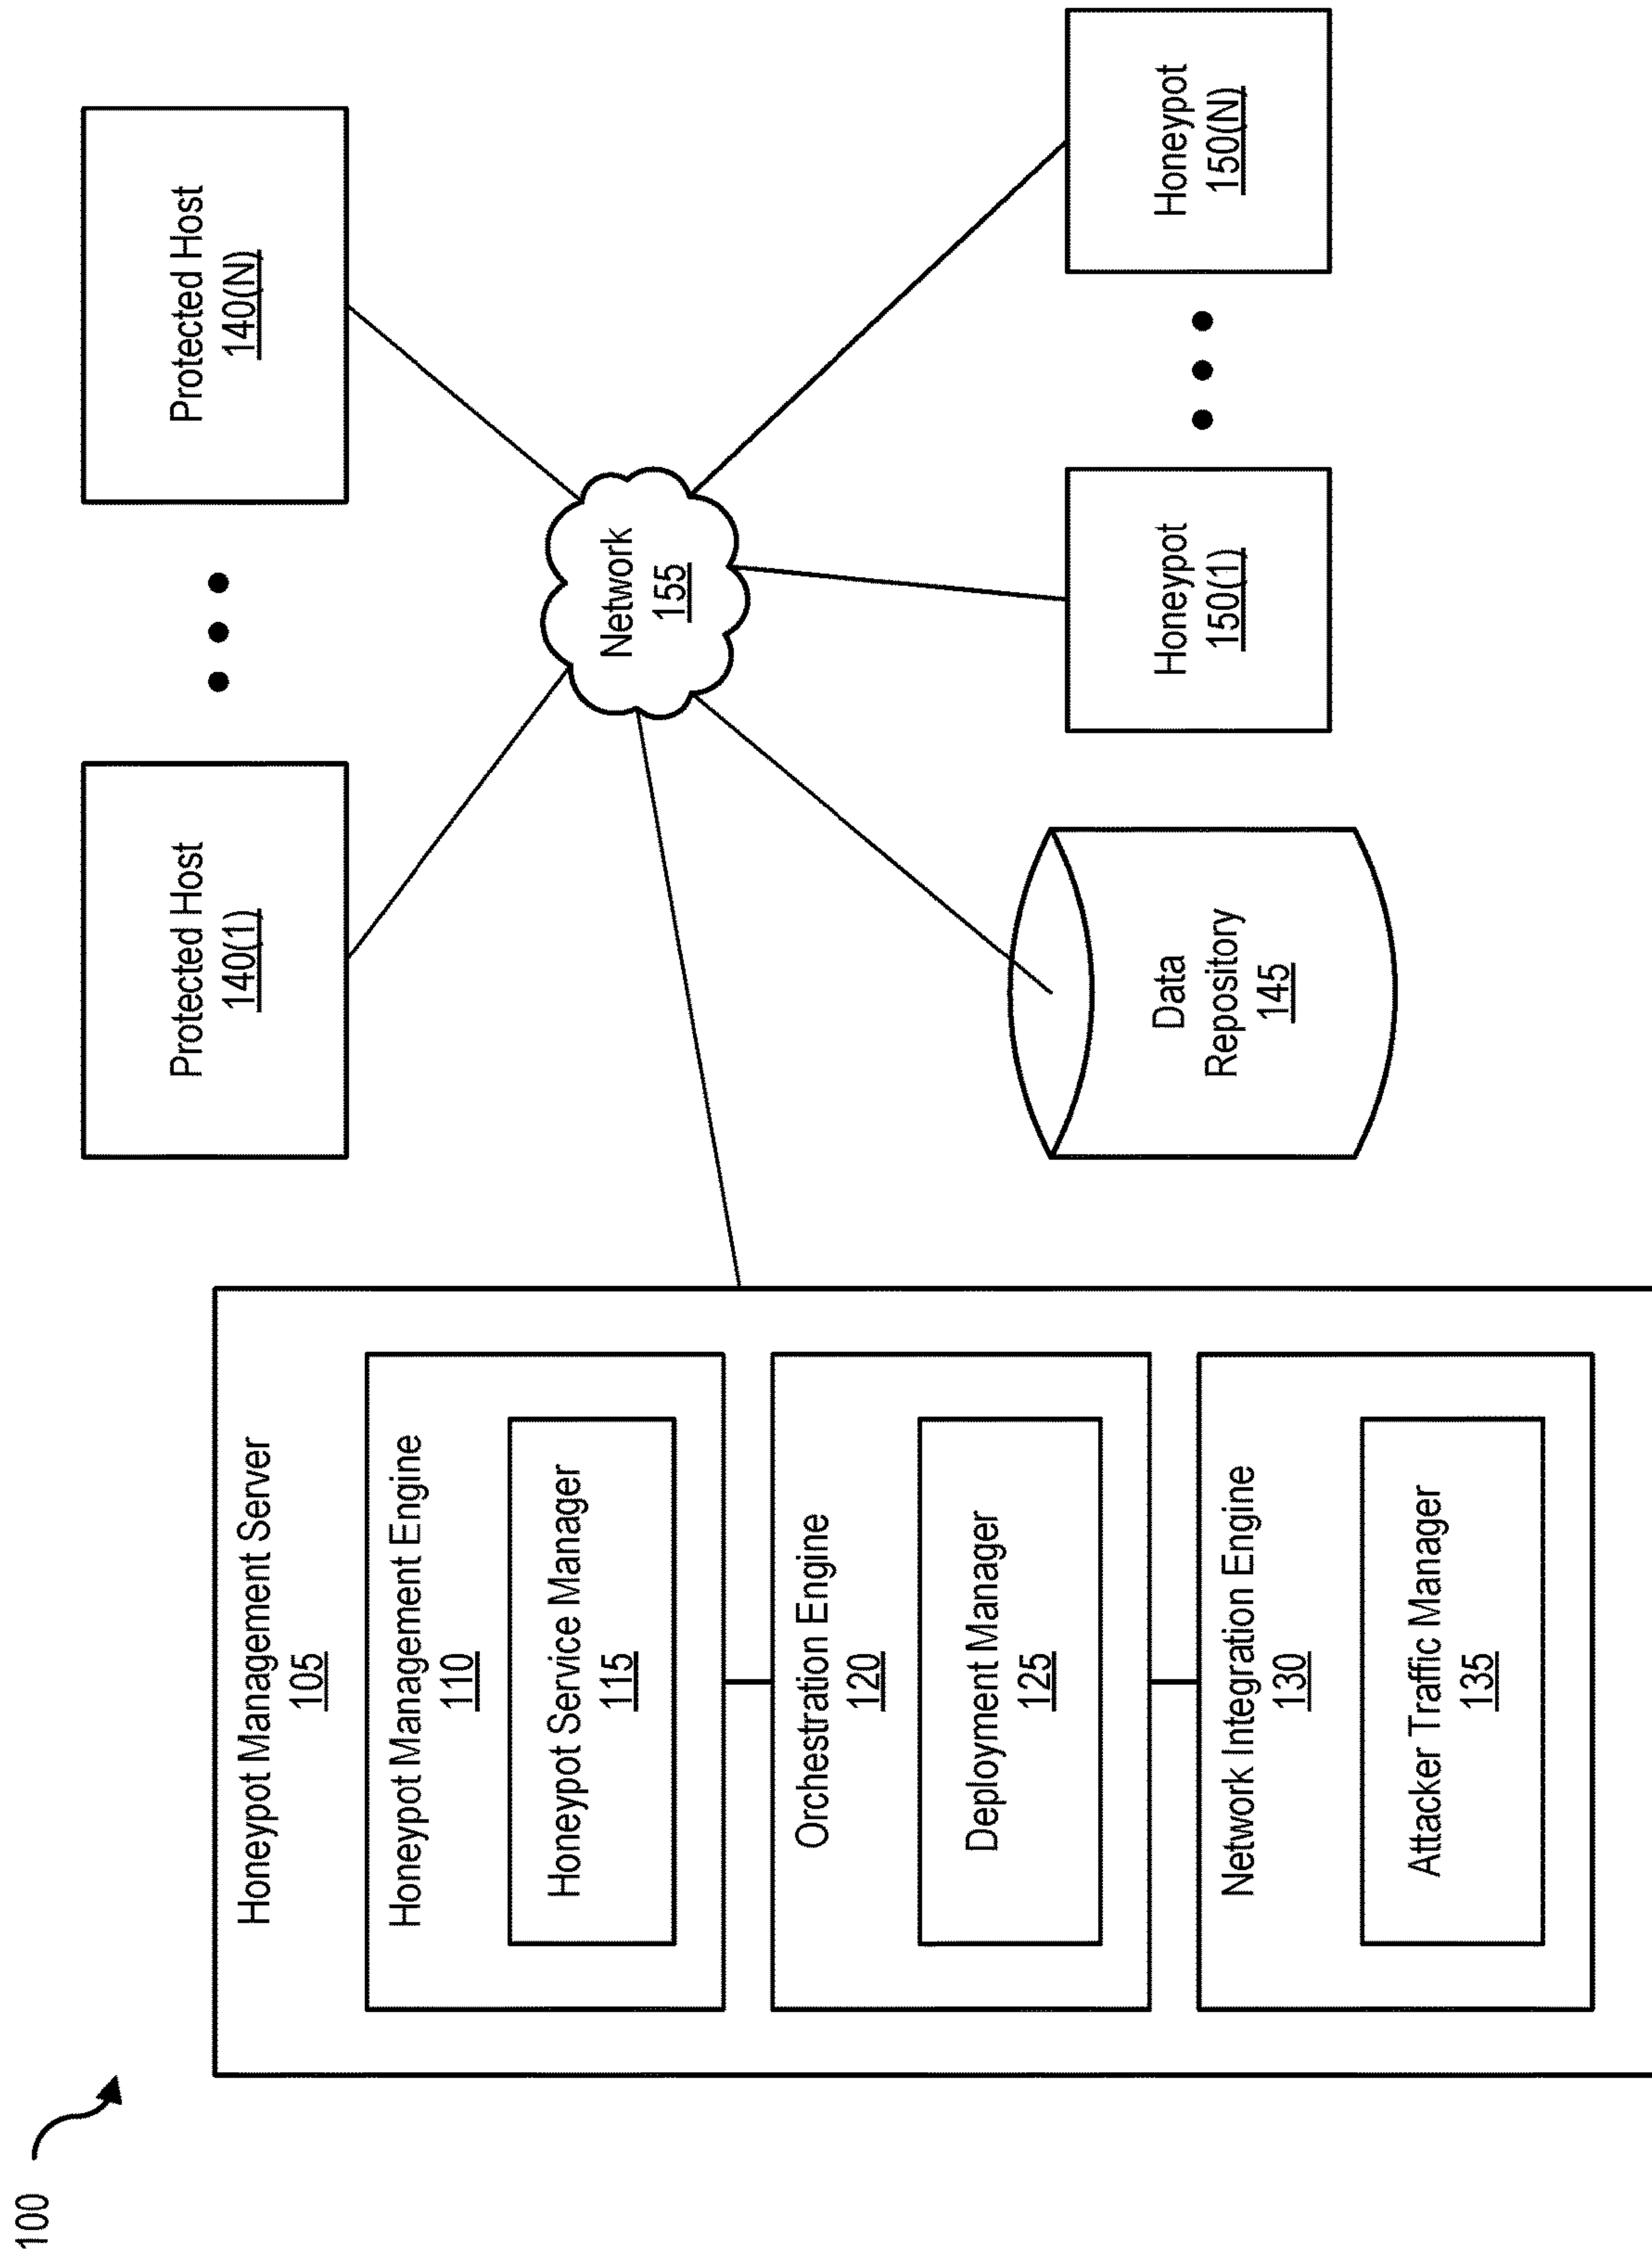 100
Honeypot Management Server
105
Honeypot Management Engine
110
Honeypot Service Manager
115
Orchestration Engine
120
Deployment Manager
125
Network Integration Engine
130
Attacker Traffic Manager
135
Protected Host
140(1)
Protected Host
140(N)
Network
155
Data
Repository
145
Honeypot
150(1)
Honeypot
150(N)